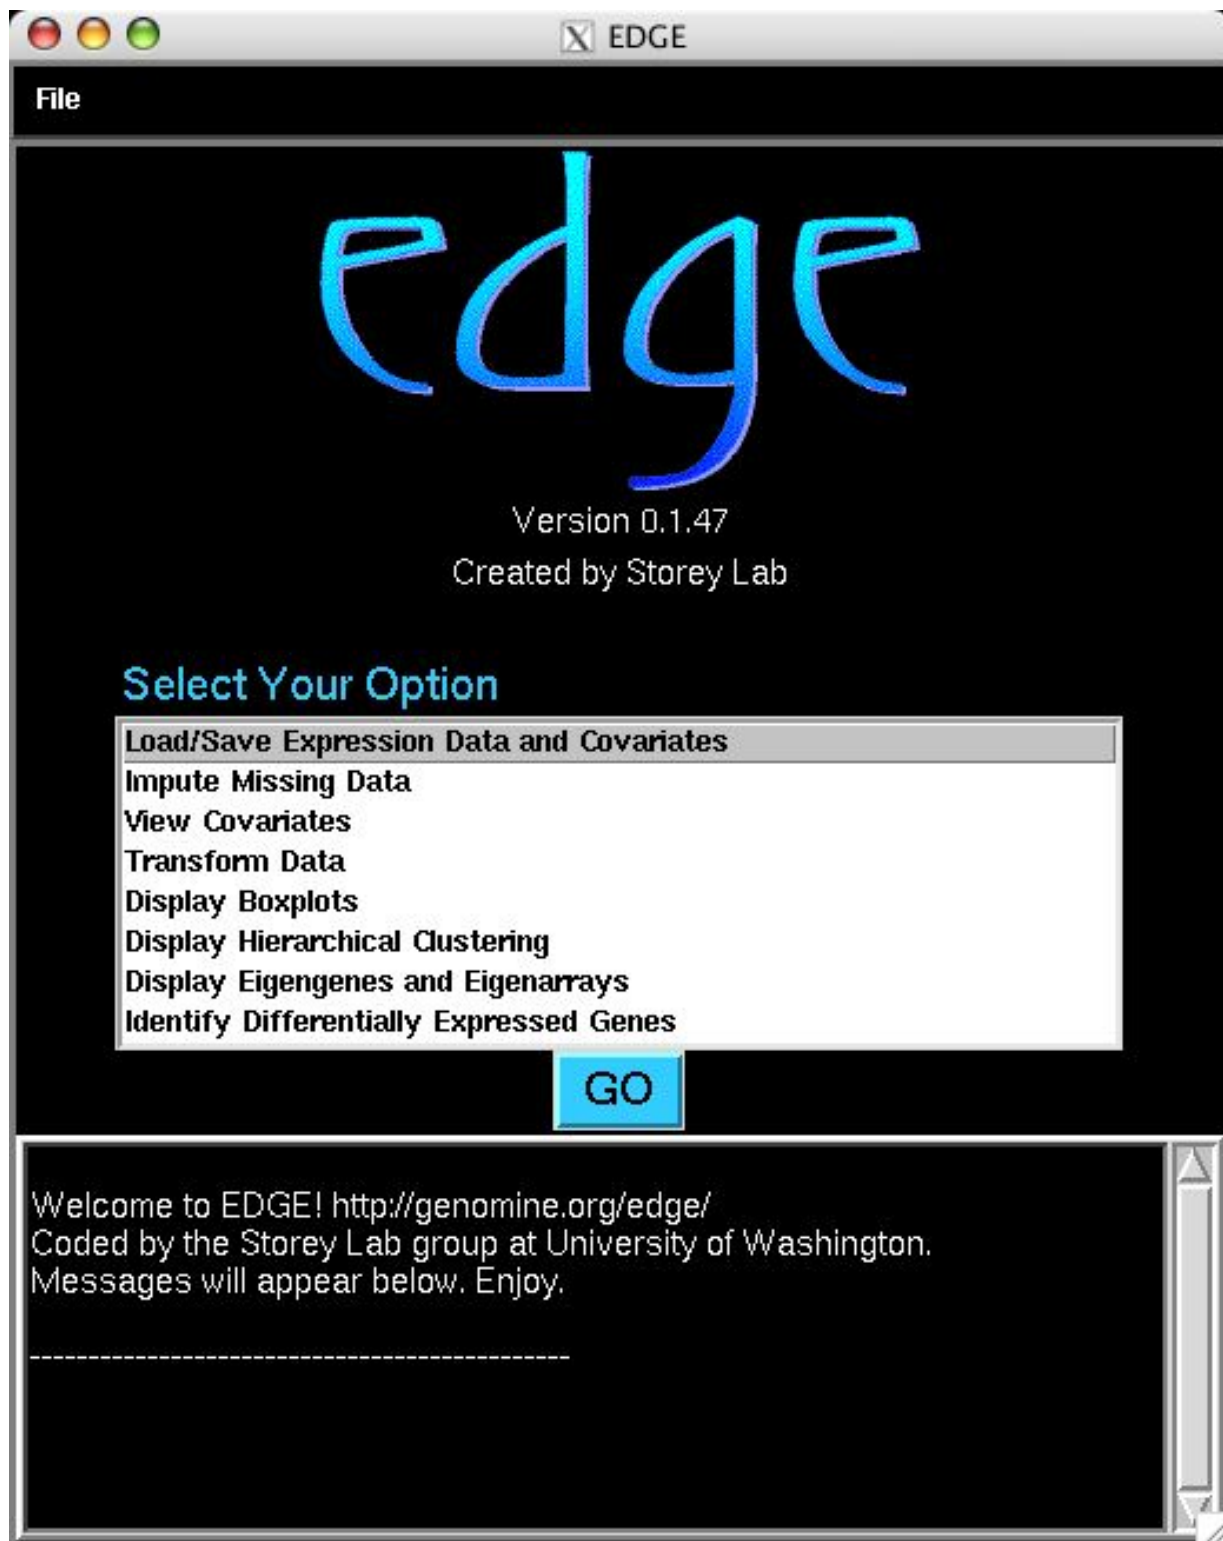 EDGE
File
edge
Version 0.1.47
Created by Storey Lab
Select Your Option
Load/Save Expression Data and Covariates
Impute Missing Data
View Covariates
Transform Data
Display Boxplots
Display Hierarchical Clustering
Display Eigengenes and Eigenarrays
Identify Differentially Expressed Genes
GO
Welcome to EDGE! http://genomine.org/edge/
Coded by the Storey Lab group at University of Washington.
Messages will appear below. Enjoy.
----------------------------------------------